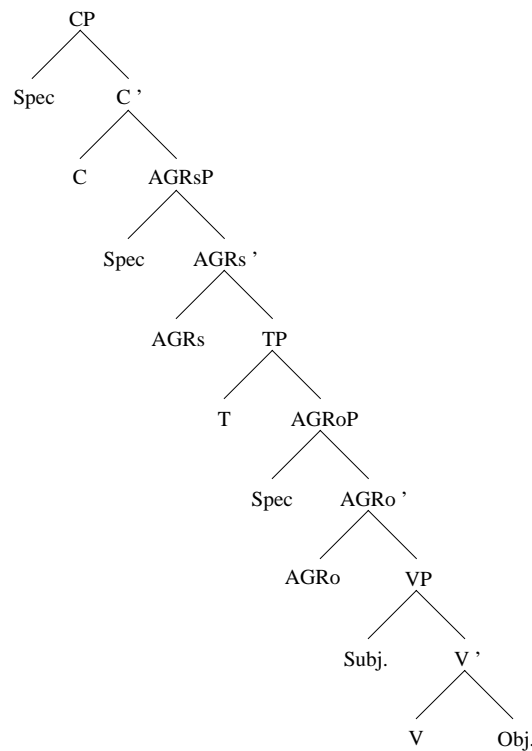 CP
Spec C '
C AGRsP
Spec AGRs '
AGRs TP
T AGRoP
Spec AGRo '
AGRo VP
Subj. V '
V Obj.